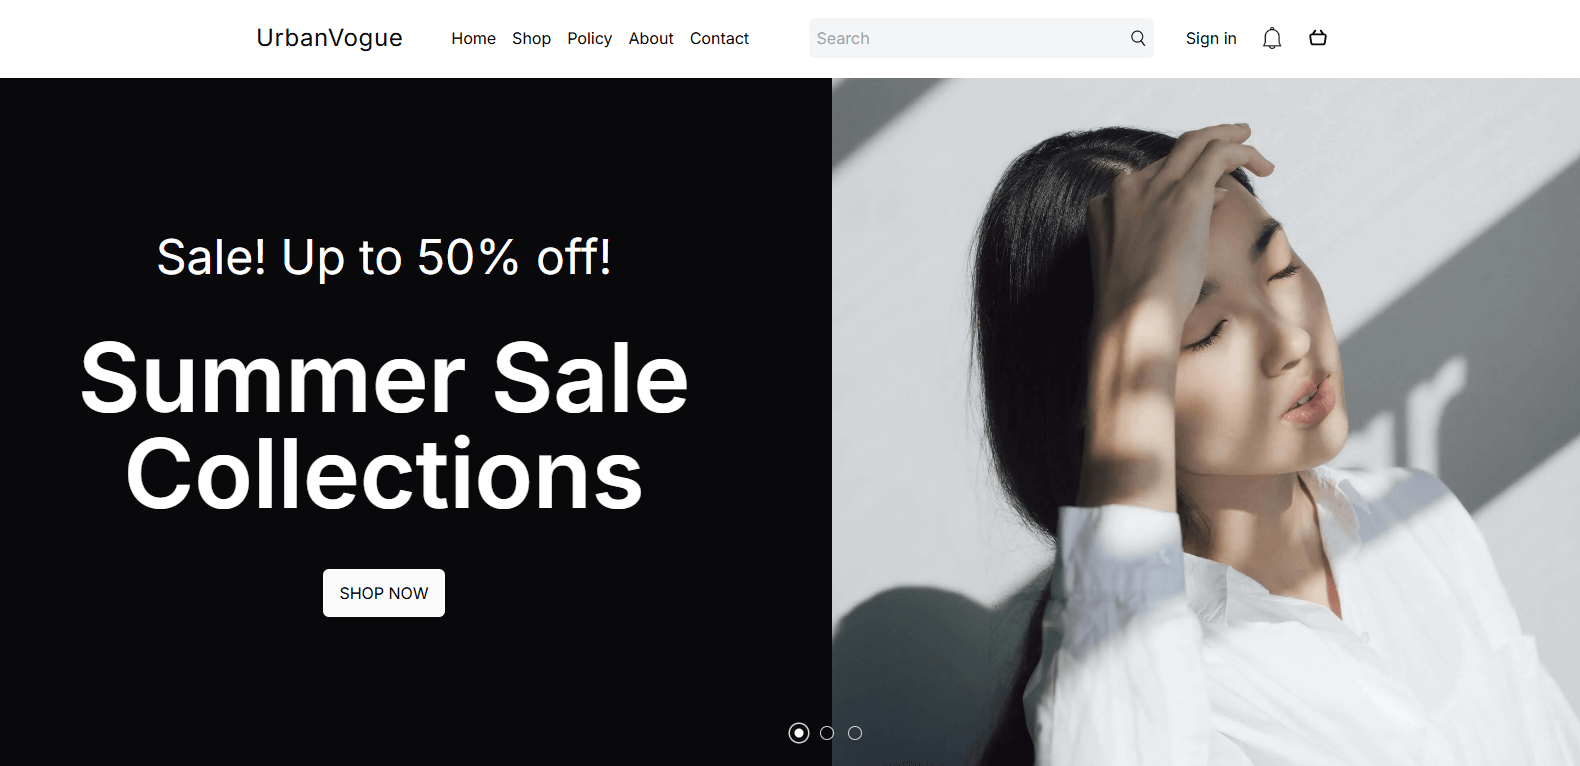 UrbanVogue Home Shop Policy About Contact Search Sign in
Sale! Up to 50% off!
Summer Sale
Collections
SHOP NOW